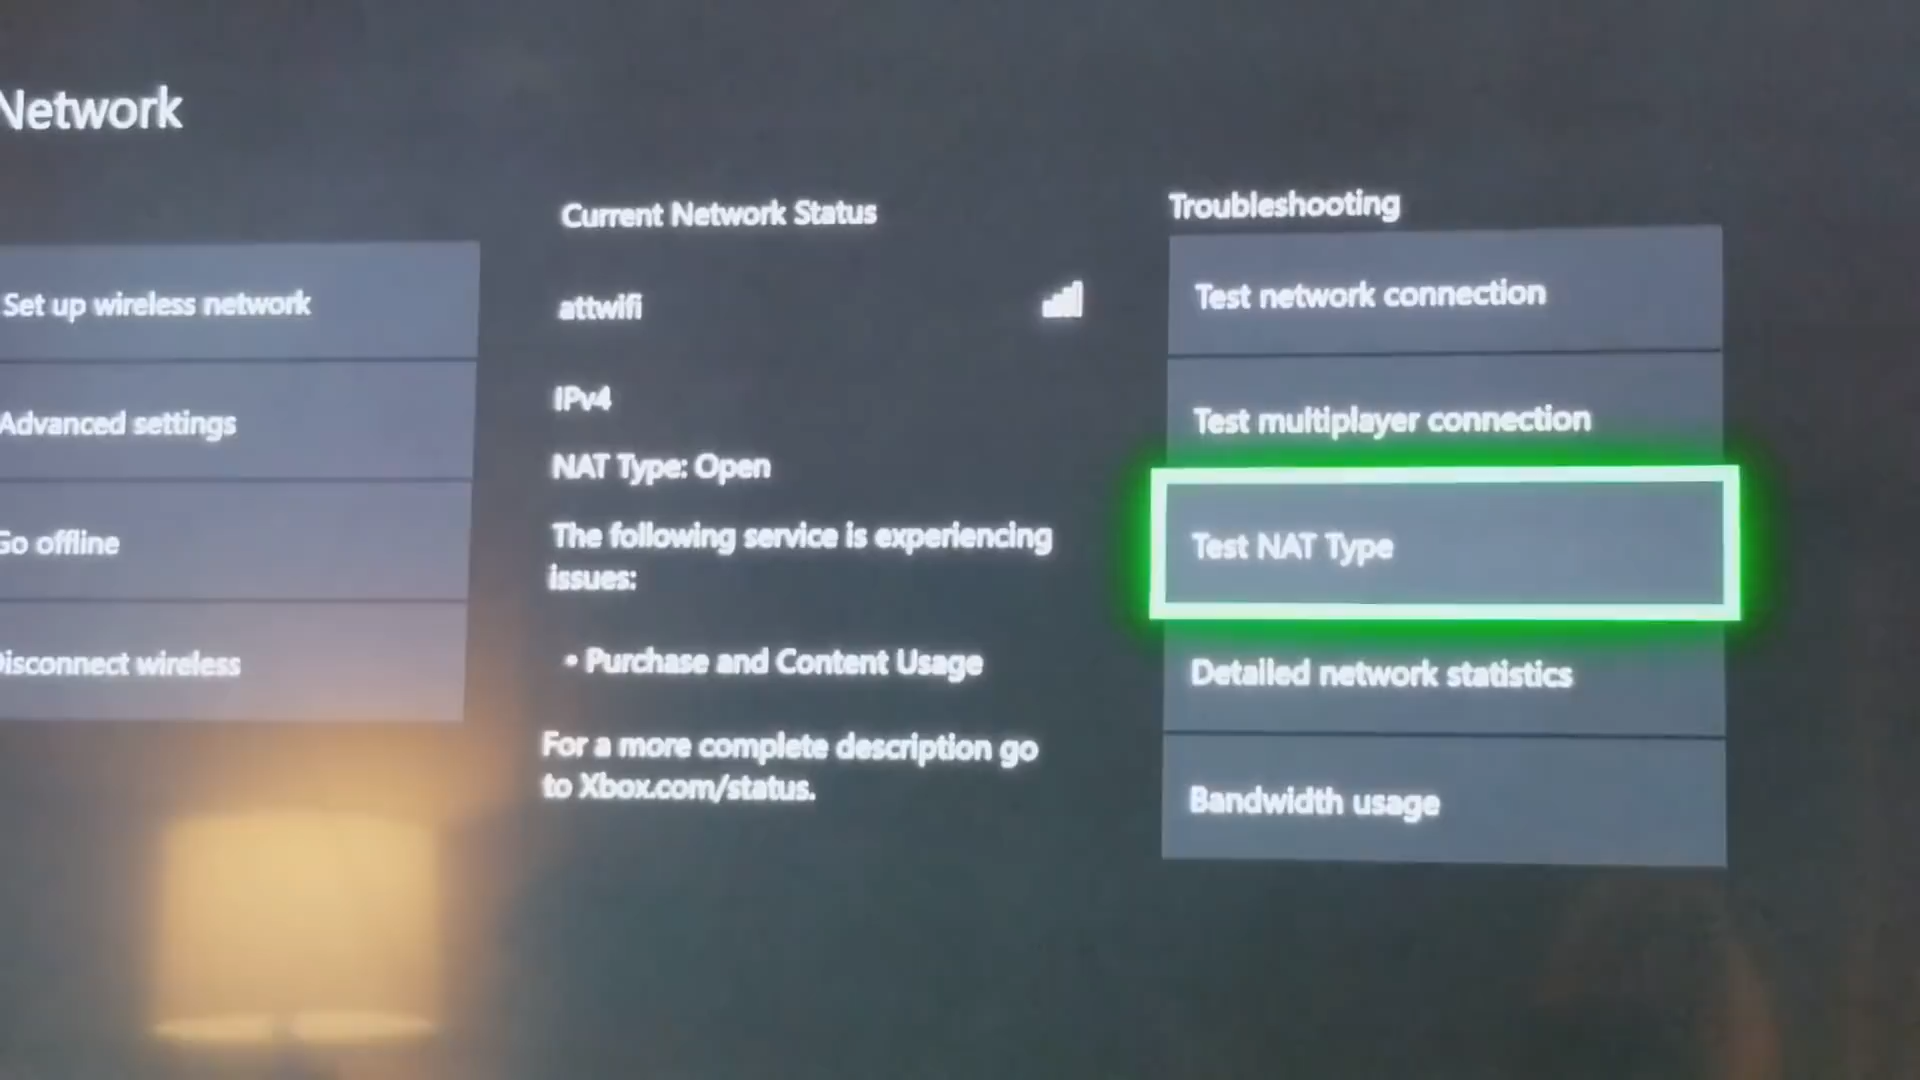 Network
Set up wireless network
Advanced settings
Go offline
Disconnect wireless
Current Network Status
attwifi
IPv4
NAT Type: Open
The following service is experiencing
issues:
• Purchase and Content Usage
For a more complete description go
to Xbox.com/status.
Troubleshooting
Test network connection
Test multiplayer connection
Test NAT Type
Detailed network statistics
Bandwidth usage